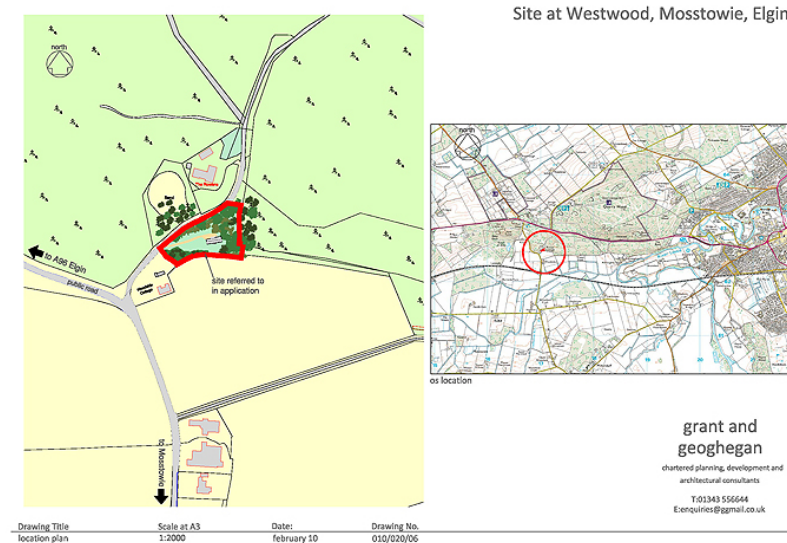 Site at Westwood, Mosstowie, Elgin
north
north
to A96 Elgin
public road
site referred to
in application
to Mosstowie
os location
grant and
geoghegan
chartered planning, development and
architectural consultants
T:01343 556644
E:enquiries@ggmail.co.uk
Drawing Title Scale at A3 Date: Drawing No.
location plan 1:2000 february 10 010/020/06